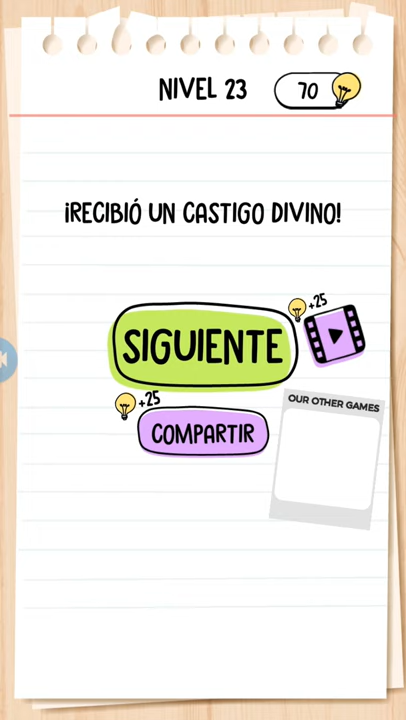 NIVEL 23
70
¡RECIBIÓ UN CASTIGO DIVINO!
+25
SIGUIENTE
+25
COMPARTIR
OUR OTHER GAMES